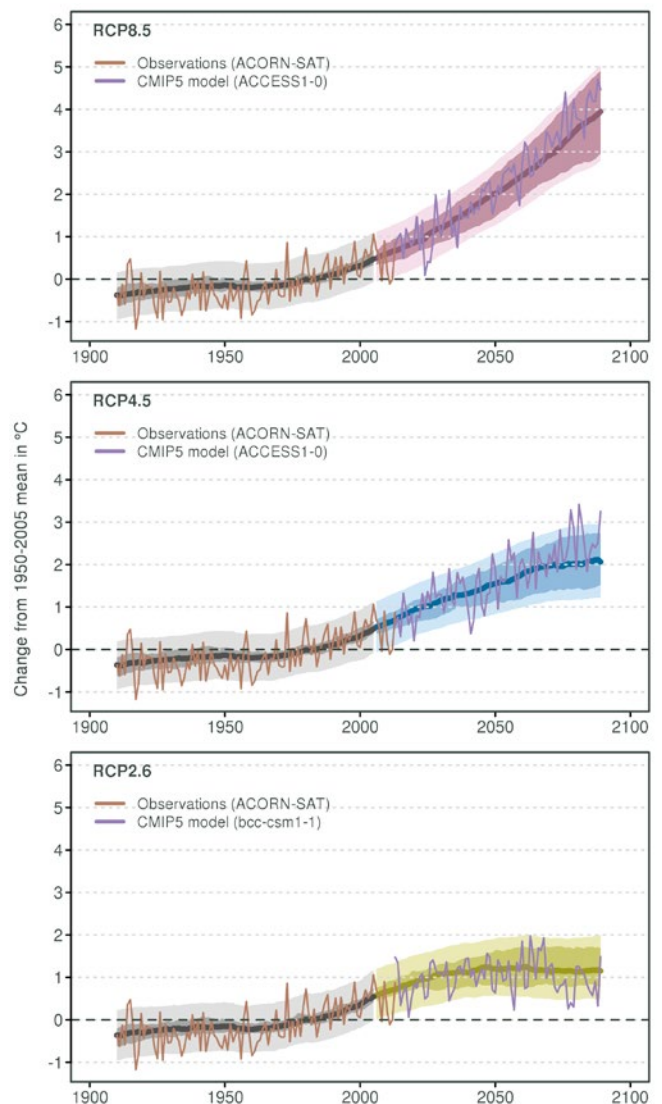 Change from 1950-2005 mean in ºC
RCP8.5
Observations (ACORN-SAT)
CMIP5 model (ACCESS1-0)
6
5
4
3
2
1
0
-1
1900 1950 2000 2050 2100
RCP4.5
Observations (ACORN-SAT)
CMIP5 model (ACCESS1-0)
6
5
4
3
2
1
0
-1
1900 1950 2000 2050 2100
RCP2.6
Observations (ACORN-SAT)
CMIP5 model (bcc-csm1-1)
6
5
4
3
2
1
0
-1
1900 1950 2000 2050 2100